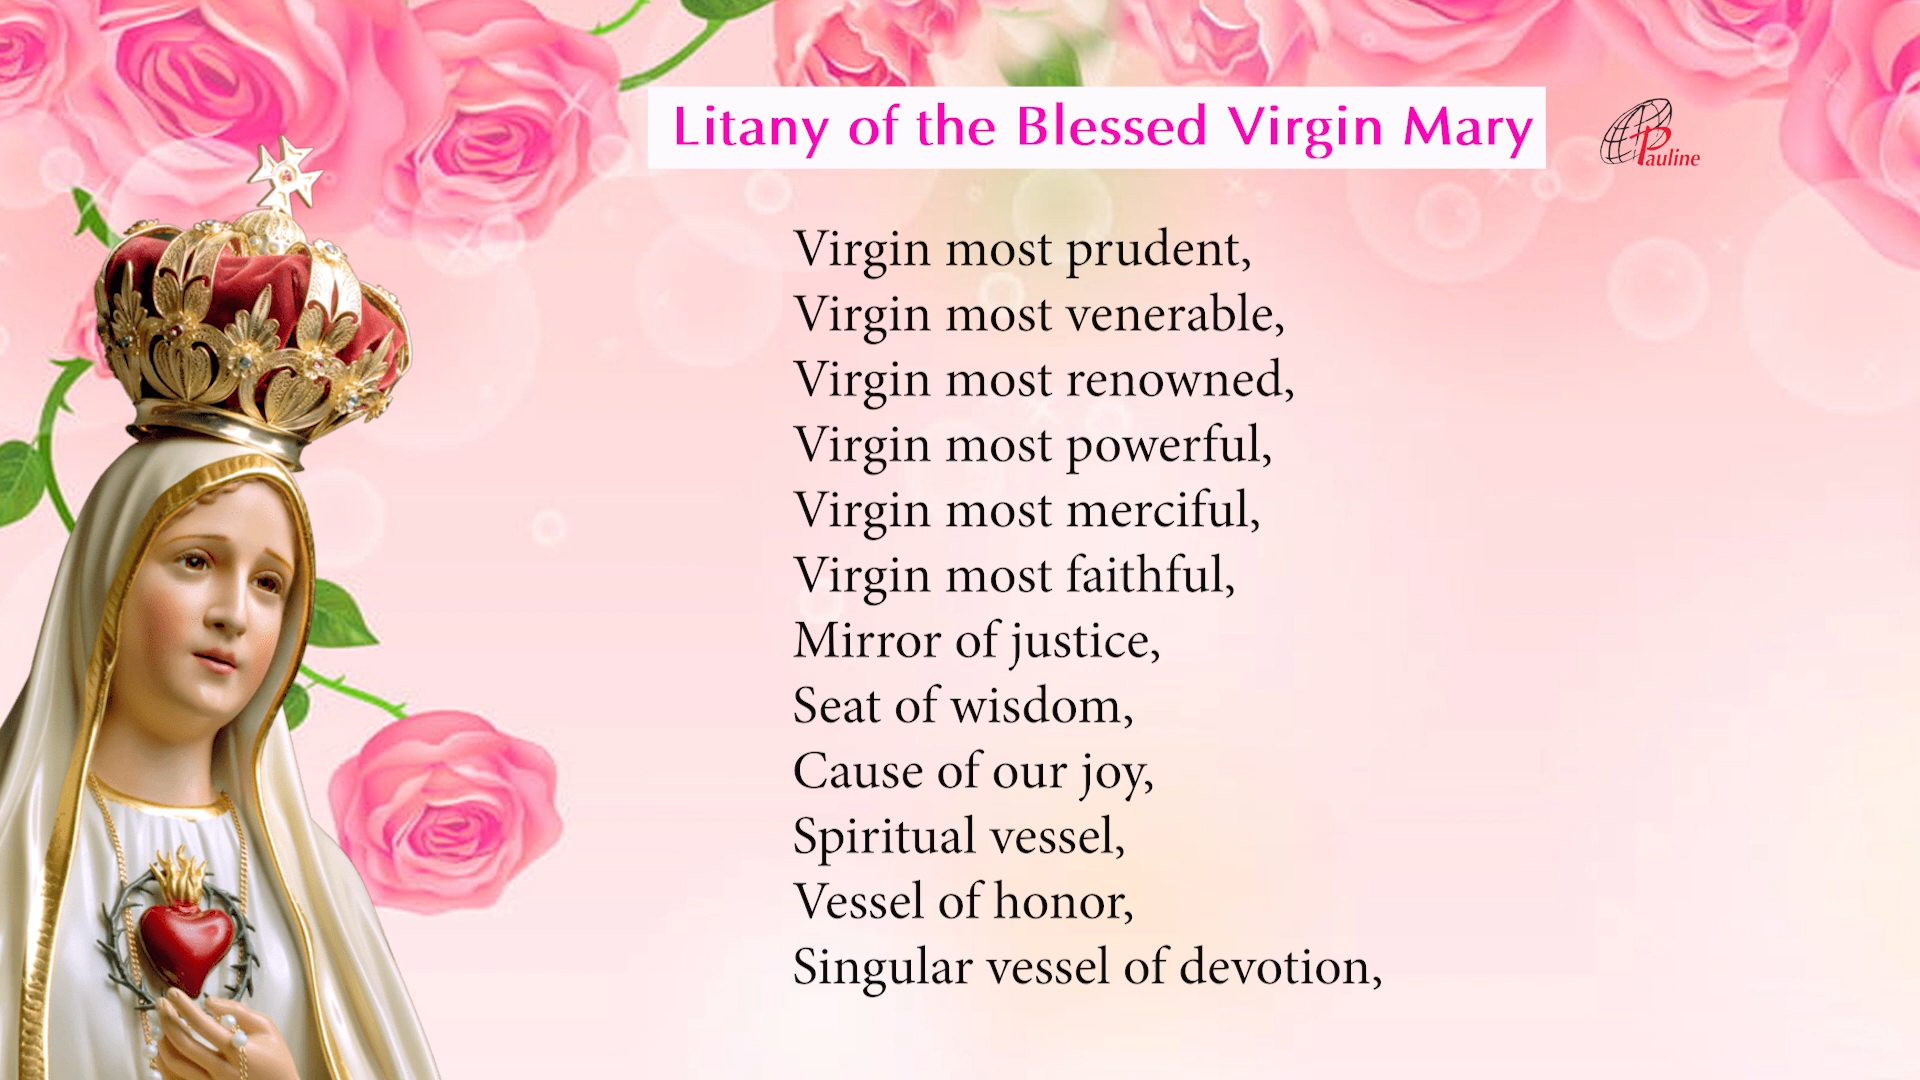 Litany of the Blessed Virgin Mary
Pauline
Virgin most prudent,
Virgin most venerable,
Virgin most renowned,
Virgin most powerful,
Virgin most merciful,
Virgin most faithful,
Mirror of justice,
Seat of wisdom,
Cause of our joy,
Spiritual vessel,
Vessel of honor,
Singular vessel of devotion,